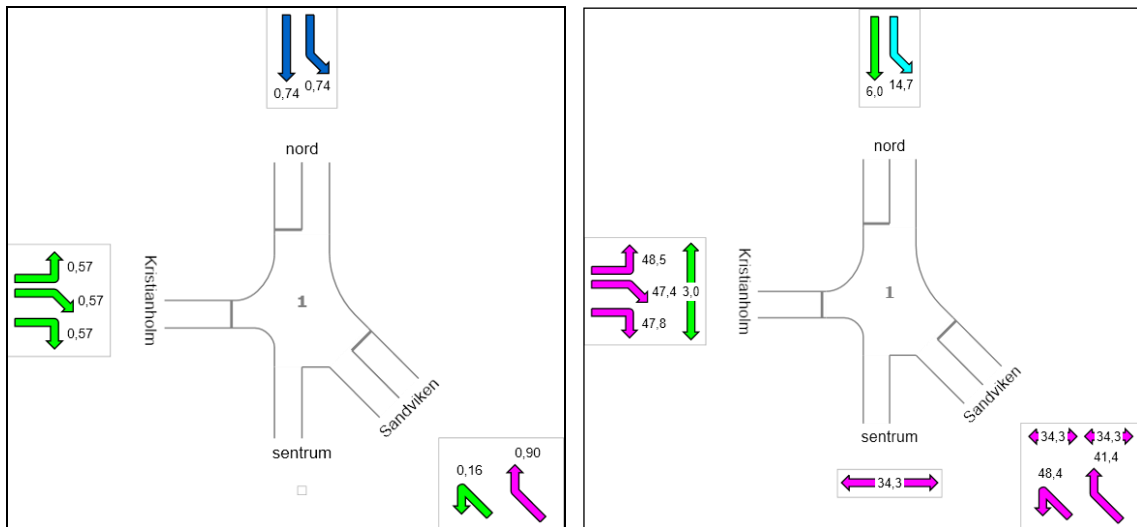 0,74 0,74
nord
0,57
0,57
0,57
Kristianholm
1
Sandviken
sentrum
0,16
0,90
6,0
14,7
nord
48,5
47,4
3,0
47,8
Kristianholm
1
Sandviken
sentrum
34,3
34,3
34,3
48,4
41,4